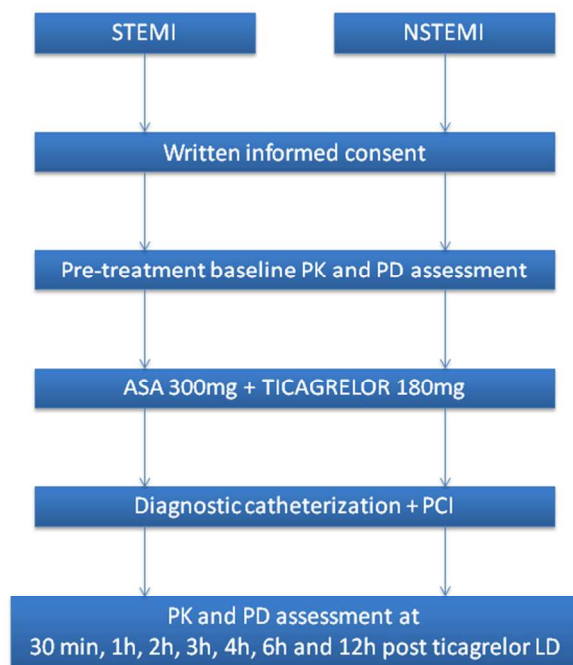 STEMI
NSTEMI
Written informed consent
Pre-treatment baseline PK and PD assessment
ASA 300mg + TICAGRELOR 180mg
Diagnostic catheterization + PCI
PK and PD assessment at
30 min, 1h, 2h, 3h, 4h, 6h and 12h post ticagrelor LD